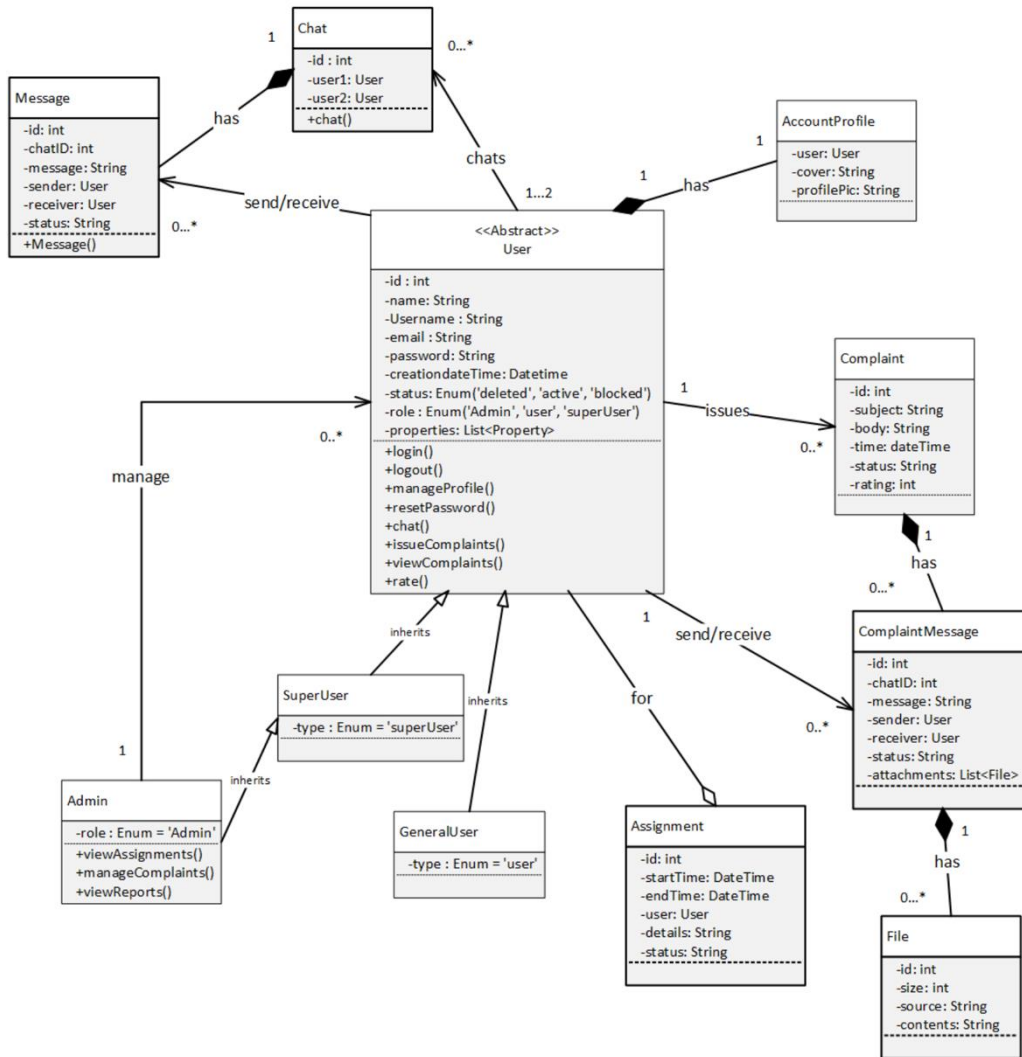 Chat
-id : int
-user1: User
-user2: User
+chat()
1
0...*
Message
-id: int
-chatID: int
-message: String
-sender: User
-receiver: User
-status: String
+Message()
has
chats
1...2
send/receive
0...*
AccountProfile
-user: User
-cover: String
-profilePic: String
1
1
has
<<Abstract>>
User
-id : int
-name: String
-Username : String
-email : String
-password: String
-creationdateTime: Datetime
-status: Enum('deleted', 'active', 'blocked')
-role : Enum('Admin', 'user', 'superUser')
-properties: List<Property>
+login()
+logout()
+manageProfile()
+resetPassword()
+chat()
+issueComplaints()
+viewComplaints()
+rate()
Complaint
-id: int
-subject: String
-body: String
-time: dateTime
-status: String
-rating: int
1
issues
0..*
0..*
manage
1
1
has
0...*
ComplaintMessage
-id: int
-chatID: int
-message: String
-sender: User
-receiver: User
-status: String
-attachments: List<File>
1
send/receive
0..*
inherits
inherits
for
SuperUser
-type : Enum = 'superUser'
inherits
Admin
-role : Enum = 'Admin'
+viewAssignments()
+manageComplaints()
+viewReports()
GeneralUser
-type : Enum = 'user'
Assignment
-id: int
-startTime: DateTime
-endTime: DateTime
-user: User
-details: String
-status: String
1
has
0...*
File
-id: int
-size: int
-source: String
-contents: String